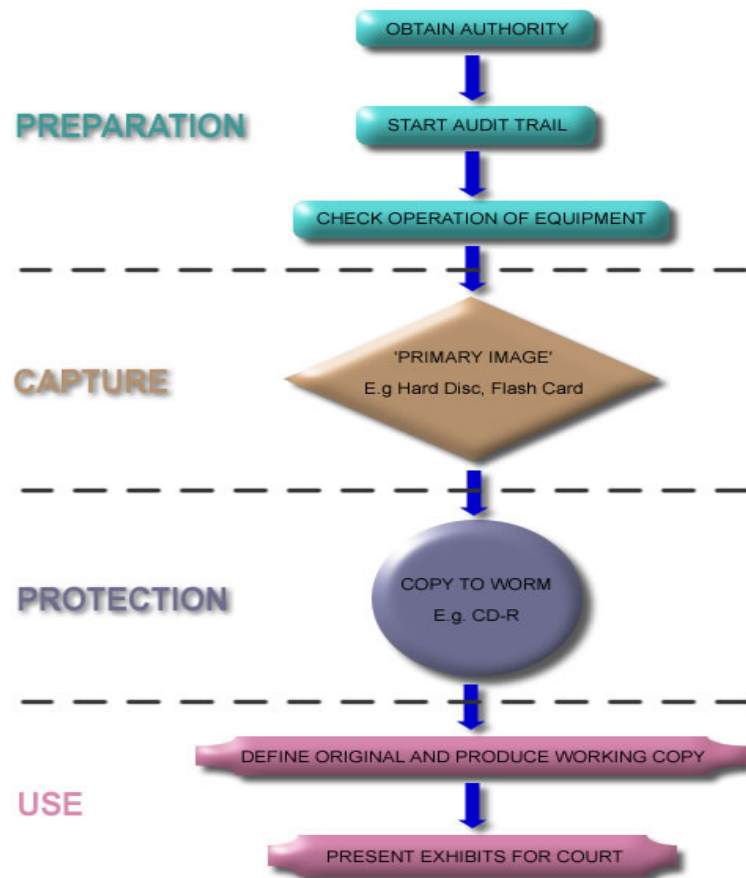 OBTAIN AUTHORITY
PREPARATION
START AUDIT TRAIL
CHECK OPERATION OF EQUIPMENT
'PRIMARY IMAGE'
CAPTURE
E.g Hard Disc, Flash Card
COPY TO WORM
PROTECTION
E.g. CD-R
DEFINE ORIGINAL AND PRODUCE WORKING COPY
USE
PRESENT EXHIBITS FOR COURT